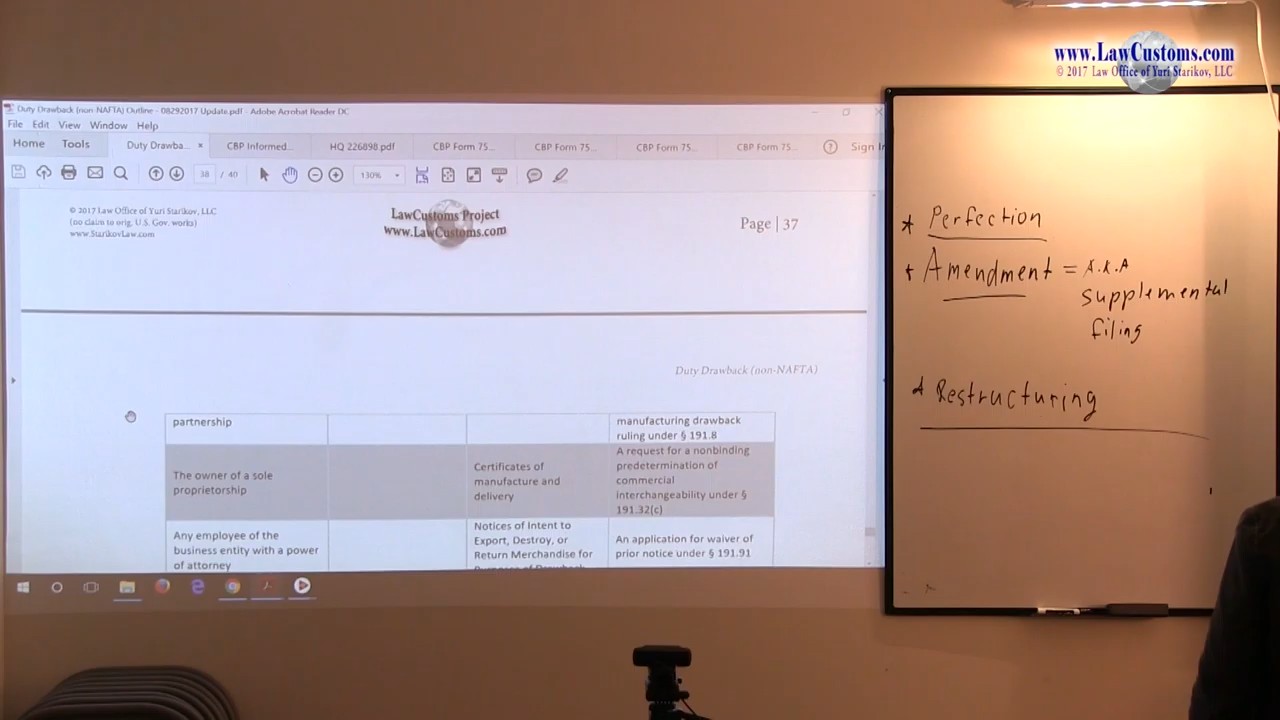 www.LawCustoms.com
© 2017 Law Office of Yuri Starikov, LLC
Duty Drawback (non-NAFTA) Outline - 08292017 Update.pdf - Adobe Acrobat Reader DC
File Edit View Window Help
Home Tools Duty Drawba... × CBP Informed... HQ 226898.pdf CBP Form 75... CBP Form 75... CBP Form 75... CBP Form 75... Sign In
38 / 40 130%
© 2017 Law Office of Yuri Starikov, LLC
(no claim to orig. U.S. Gov. works)
www.StarikovLaw.com
LawCustoms Project
www.LawCustoms.com
Page | 37
Duty Drawback (non-NAFTA)
partnership
manufacturing drawback
ruling under § 191.8
The owner of a sole
proprietorship
Certificates of
manufacture and
delivery
A request for a nonbinding
predetermination of
commercial
interchangeability under §
191.32(c)
Any employee of the
business entity with a power
of attorney
Notices of Intent to
Export, Destroy, or
Return Merchandise for
Purposes of Drawback
An application for waiver of
prior notice under § 191.91
* Perfection
* Amendment = A.K.A
supplemental
filing
* Restructuring